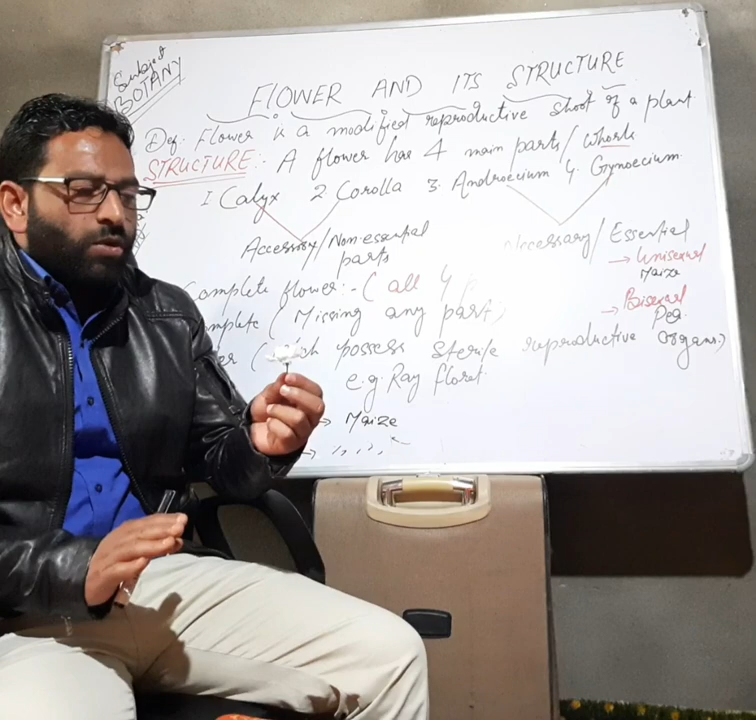 Subject
BOTANY
FLOWER AND ITS STRUCTURE
Def: Flower is a modified reproductive shoot of a plant
STRUCTURE:- A flower has 4 main parts/Whorls
1 Calyx 2 Corolla 3. Androecium 4. Gynoecium
Accessory/Non-essential parts
Necessary/Essential
→ Unisexual
Maize
→ Bisexual
Pea
Complete flower:- (all 4
(Missing any part)
possess sterile reproductive organs)
e.g Ray floret
→ Maize
→